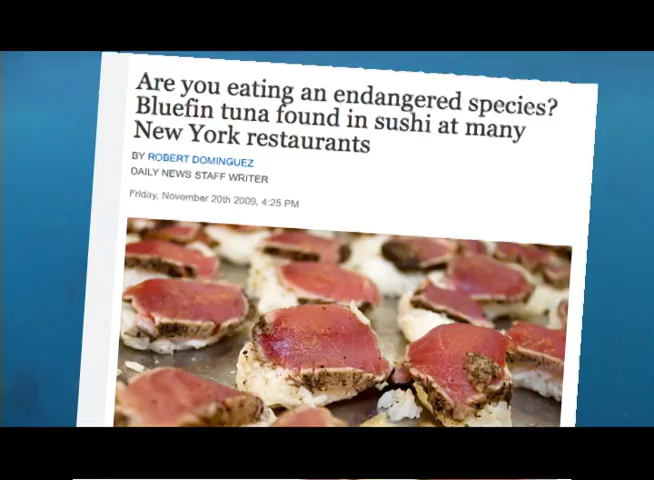 Are you eating an endangered species?
Bluefin tuna found in sushi at many
New York restaurants
BY ROBERT DOMINGUEZ
DAILY NEWS STAFF WRITER
Friday, November 20th 2009, 4:25 PM